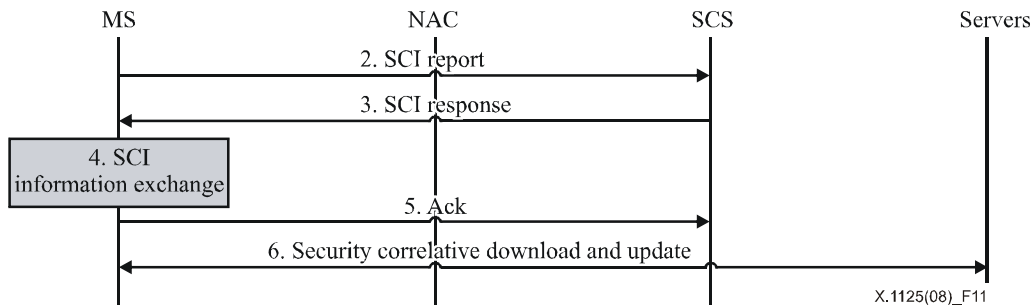 MS NAC SCS Servers
2. SCI report
3. SCI response
4. SCI
information exchange
5. Ack
6. Security correlative download and update
X.1125(08)_F11